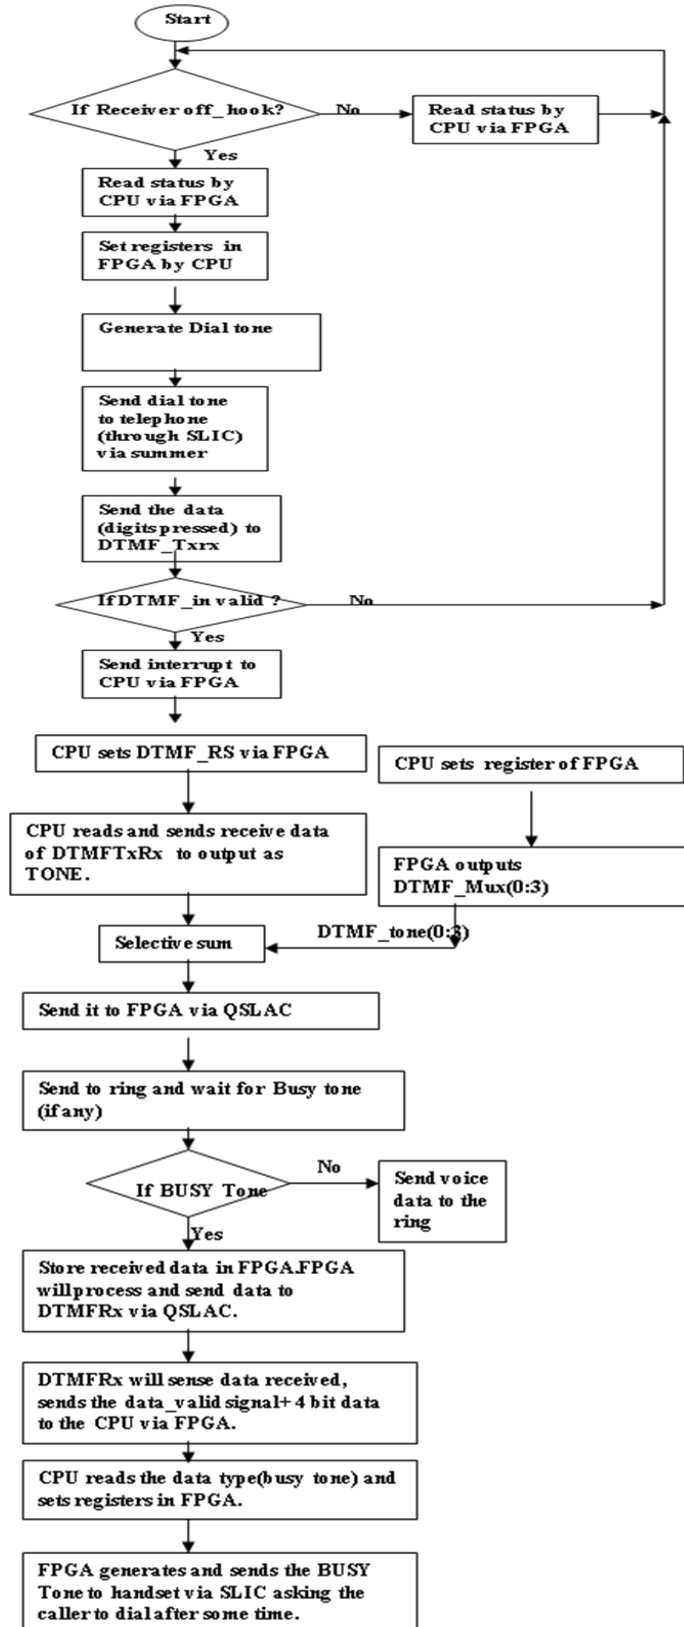 Start
If Receiver off_hook?
No
Read status by
CPU via FPGA
Yes
Read status by
CPU via FPGA
Set registers in
FPGA by CPU
Generate Dial tone
Send dial tone
to telephone
(through SLIC)
via summer
Send the data
(digits pressed) to
DTMF_Txrx
If DTMF_in valid ?
No
Yes
Send interrupt to
CPU via FPGA
CPU sets DTMF_RS via FPGA
CPU sets register of FPGA
CPU reads and sends receive data
of DTMFTxRx to output as
TONE.
FPGA outputs
DTMF_Mux(0:3)
DTMF_tone(0:3)
Selective sum
Send it to FPGA via QSLAC
Send to ring and wait for Busy tone
(if any)
If BUSY Tone
No
Send voice
data to the
ring
Yes
Store received data in FPGA.FPGA
will process and send data to
DTMFRx via QSLAC.
DTMFRx will sense data received,
sends the data_valid signal+ 4 bit data
to the CPU via FPGA.
CPU reads the data type(busy tone) and
sets registers in FPGA.
FPGA generates and sends the BUSY
Tone to handset via SLIC asking the
caller to dial after some time.